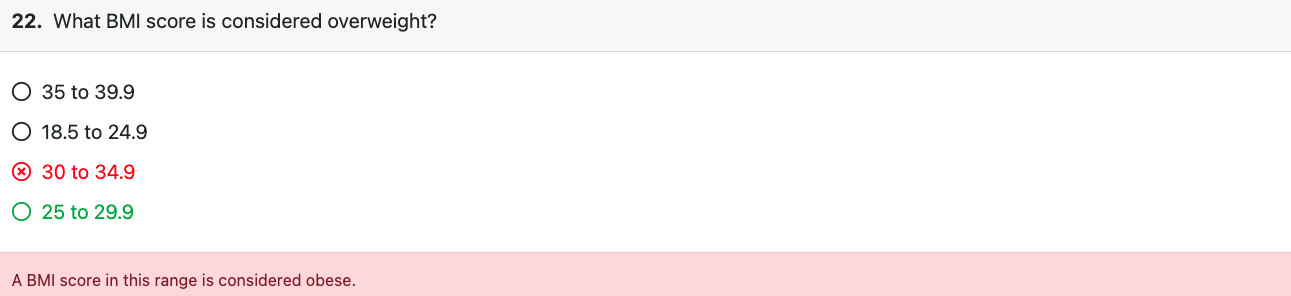 22. What BMI score is considered overweight?
35 to 39.9
18.5 to 24.9
30 to 34.9
25 to 29.9
A BMI score in this range is considered obese.